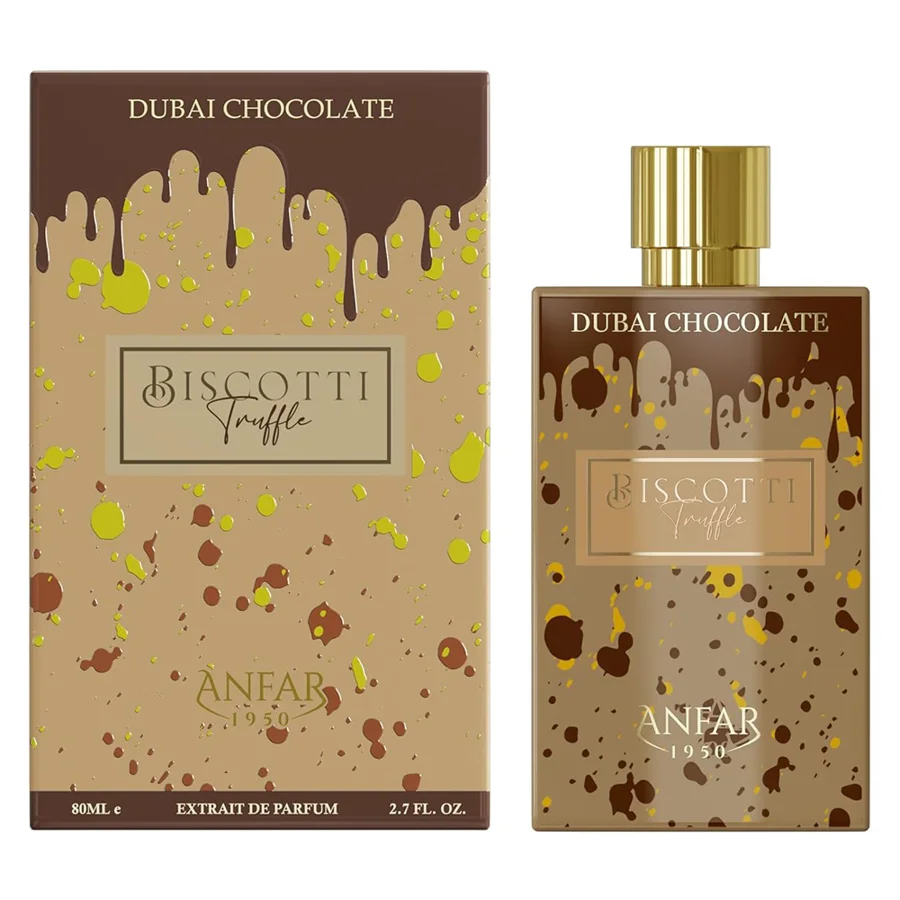 DUBAI CHOCOLATE
BISCOTTI
Truffle
ANFAR
1950
80ML e EXTRAIT DE PARFUM 2.7 FL. OZ.
DUBAI CHOCOLATE
BISCOTTI
Truffle
ANFAR
1950